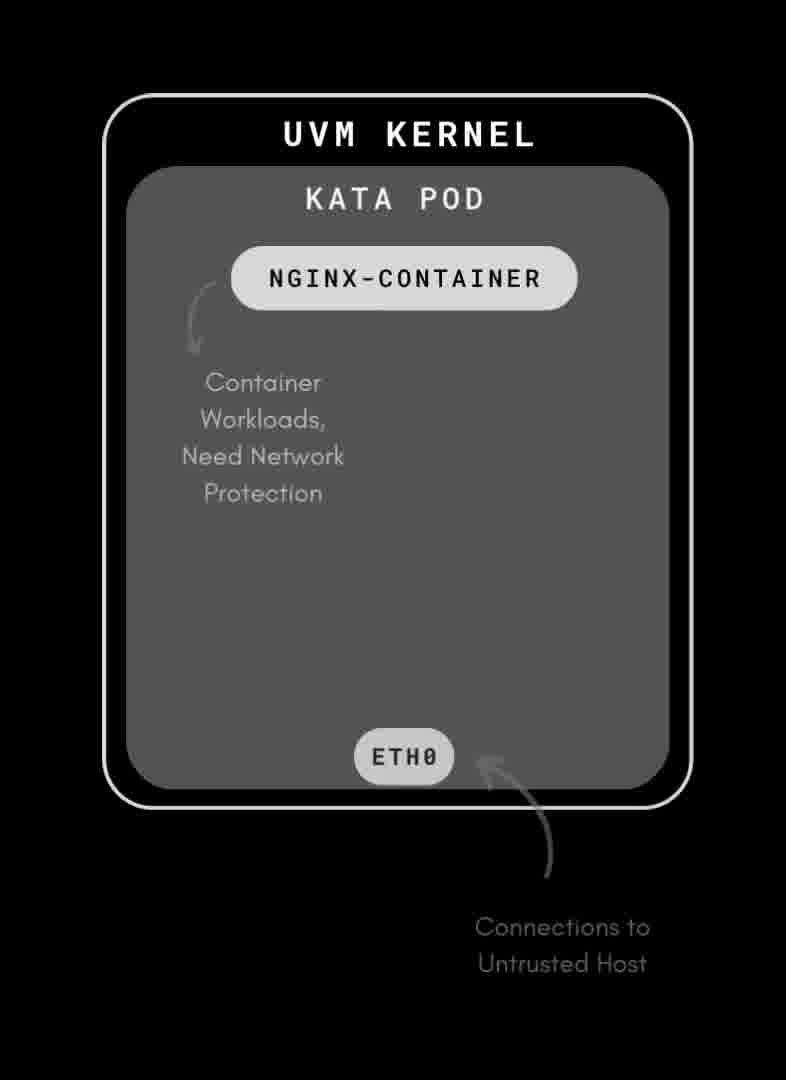 UVM KERNEL
KATA POD
NGINX-CONTAINER
Container
Workloads,
Need Network
Protection
ETH0
Connections to
Untrusted Host